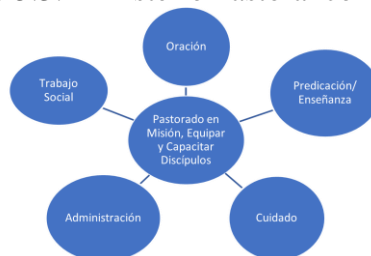 Oración
Trabajo
Social
Predicación/
Enseñanza
Pastorado en
Misión, Equipar
y Capacitar
Discípulos
Administración
Cuidado